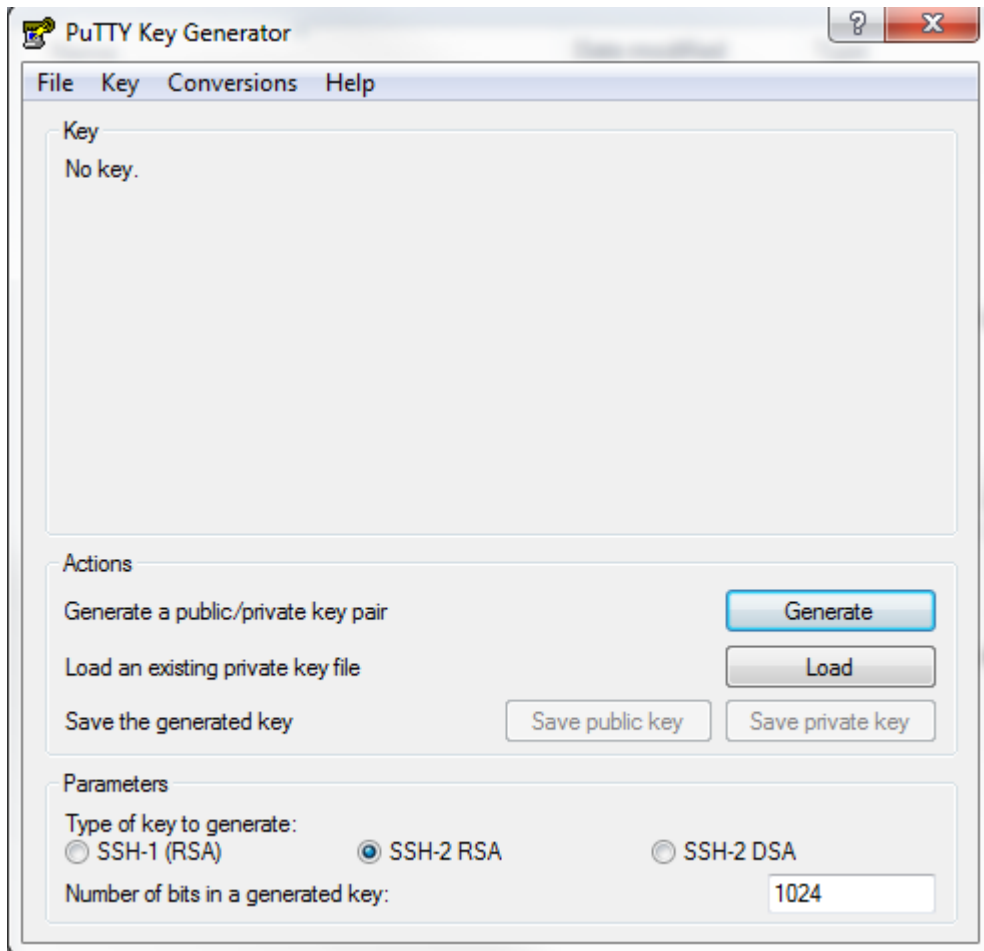 PuTTY Key Generator
File Key Conversions Help
Key
No key.
Actions
Generate a public/private key pair Generate
Load an existing private key file Load
Save the generated key Save public key Save private key
Parameters
Type of key to generate:
SSH-1 (RSA) SSH-2 RSA SSH-2 DSA
Number of bits in a generated key: 1024